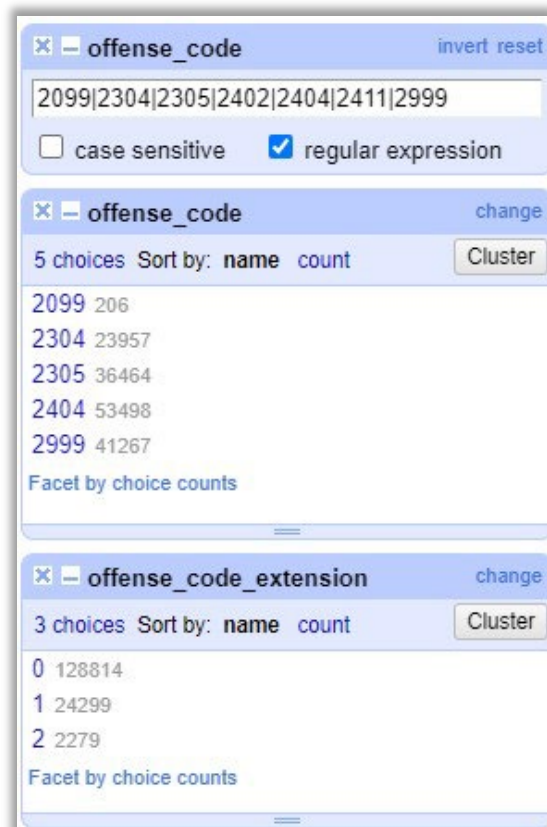 offense_code invert reset
2099|2304|2305|2402|2404|2411|2999
case sensitive regular expression
offense_code change
5 choices Sort by: name count Cluster
2099 206
2304 23957
2305 36464
2404 53498
2999 41267
Facet by choice counts
offense_code_extension change
3 choices Sort by: name count Cluster
0 128814
1 24299
2 2279
Facet by choice counts